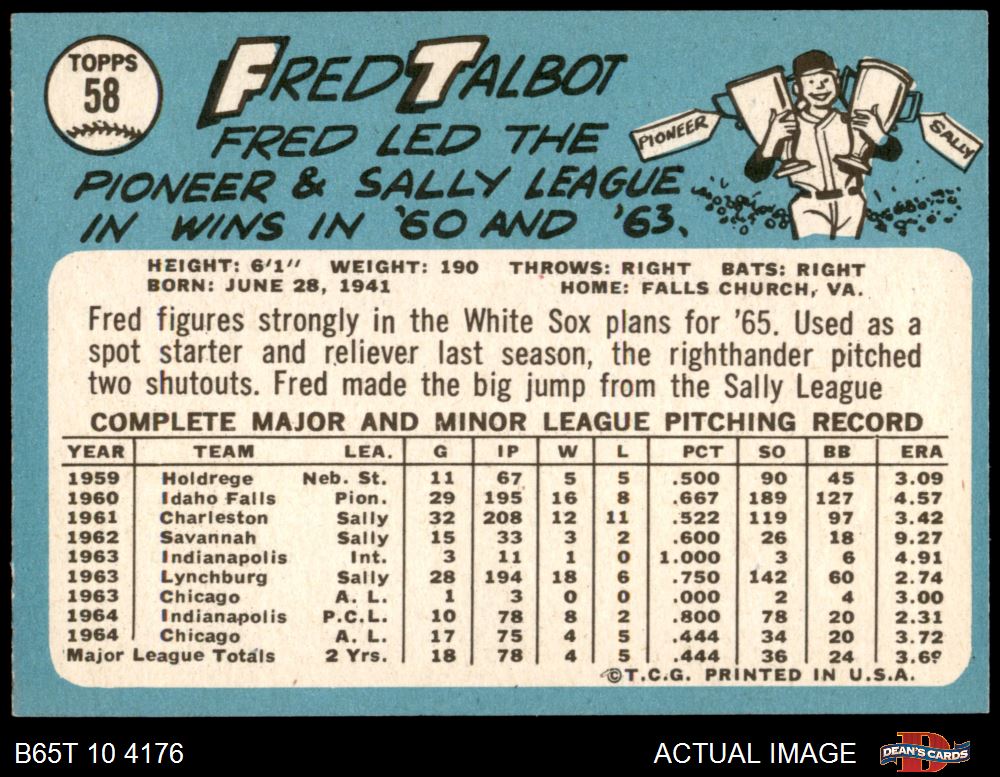 TOPPS
58
FRED TALBOT
FRED LED THE
PIONEER & SALLY LEAGUE
IN WINS IN '60 AND '63.
PIONEER
SALLY
HEIGHT: 6'1" WEIGHT: 190 THROWS: RIGHT BATS: RIGHT
BORN: JUNE 28, 1941 HOME: FALLS CHURCH, VA.
Fred figures strongly in the White Sox plans for '65. Used as a
spot starter and reliever last season, the righthander pitched
two shutouts. Fred made the big jump from the Sally League
COMPLETE MAJOR AND MINOR LEAGUE PITCHING RECORD
YEAR TEAM LEA. G IP W L PCT SO BB ERA
1959 Holdrege Neb. St. 11 67 5 5 .500 90 45 3.09
1960 Idaho Falls Pion. 29 195 16 8 .667 189 127 4.57
1961 Charleston Sally 32 208 12 11 .522 119 97 3.42
1962 Savannah Sally 15 33 3 2 .600 26 18 9.27
1963 Indianapolis Int. 3 11 1 0 1.000 3 6 4.91
1963 Lynchburg Sally 28 194 18 6 .750 142 60 2.74
1963 Chicago A. L. 1 3 0 0 .000 2 4 3.00
1964 Indianapolis P.C.L. 10 78 8 2 .800 78 20 2.31
1964 Chicago A. L. 17 75 4 5 .444 34 20 3.72
Major League Totals 2 Yrs. 18 78 4 5 .444 36 24 3.69
©T.C.G. PRINTED IN U.S.A.
B65T 10 4176 ACTUAL IMAGE
D
DEAN'S CARDS